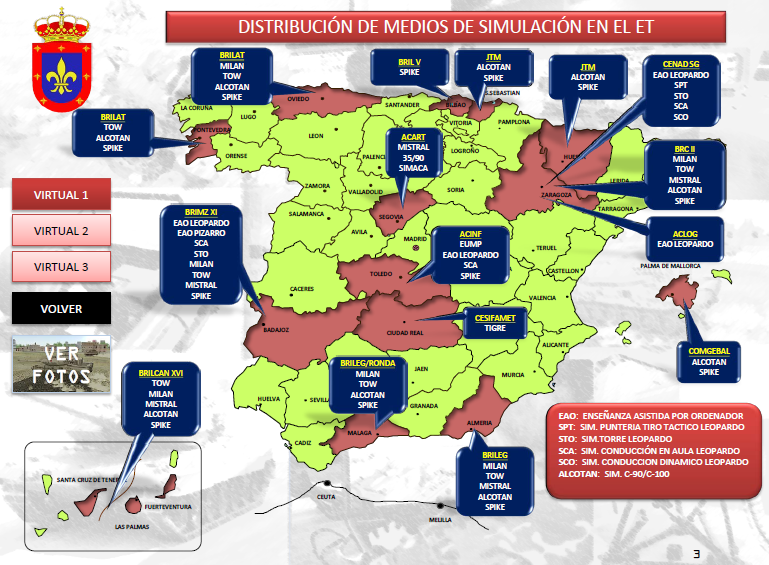 DISTRIBUCIÓN DE MEDIOS DE SIMULACIÓN EN EL ET
BRILAT
MILAN
TOW
ALCOTAN
SPIKE
BRIL V
SPIKE
JTM
ALCOTAN
SPIKE
JTM
ALCOTAN
SPIKE
CENAD SG
EAO LEOPARDO
SPT
STO
SCA
SCO
BRILAT
TOW
ALCOTAN
SPIKE
ACART
MISTRAL
35/90
SIMACA
BRC II
MILAN
TOW
MISTRAL
ALCOTAN
SPIKE
VIRTUAL 1
VIRTUAL 2
VIRTUAL 3
VOLVER
VER
FOTOS
BRIMZ XI
EAO LEOPARDO
EAO PIZARRO
SCA
STO
MILAN
TOW
MISTRAL
SPIKE
ACINF
EUMP
EAO LEOPARDO
SCA
SPIKE
ACLOG
EAO LEOPARDO
CESIFAMET
TIGRE
COMGEBAL
ALCOTAN
SPIKE
BRILCAN XVI
TOW
MILAN
MISTRAL
ALCOTAN
SPIKE
BRILEG/RONDA
MILAN
TOW
ALCOTAN
SPIKE
BRILEG
MILAN
TOW
MISTRAL
ALCOTAN
SPIKE
LA CORUÑA
LUGO
OVIEDO
SANTANDER
BILBAO
S.SEBASTIAN
VITORIA
PAMPLONA
PONTEVEDRA
ORENSE
LEON
PALENC
LOGROÑO
HUE
LERIDA
ZAMORA
VALLADOLID
SORIA
ZARAGOZA
TARRAGONA
SALAMANCA
SEGOVIA
AVILA
MADRID
TERUEL
PALMA DE MALLORCA
CASTELLON
TOLEDO
CACERES
VALENCIA
BADAJOZ
CIUDAD REAL
ALICANTE
MURCIA
JAEN
HUELVA
SEVILL
GRANADA
ALMERIA
MALAGA
CADIZ
CEUTA
MELILLA
SANTA CRUZ DE TENER
FUERTEVENTURA
LAS PALMAS
EAO: ENSEÑANZA ASISTIDA POR ORDENADOR
SPT: SIM. PUNTERIA TIRO TACTICO LEOPARDO
STO: SIM.TORRE LEOPARDO
SCA: SIM. CONDUCCIÓN EN AULA LEOPARDO
SCO: SIM. CONDUCCION DINAMICO LEOPARDO
ALCOTAN: SIM. C-90/C-100
3